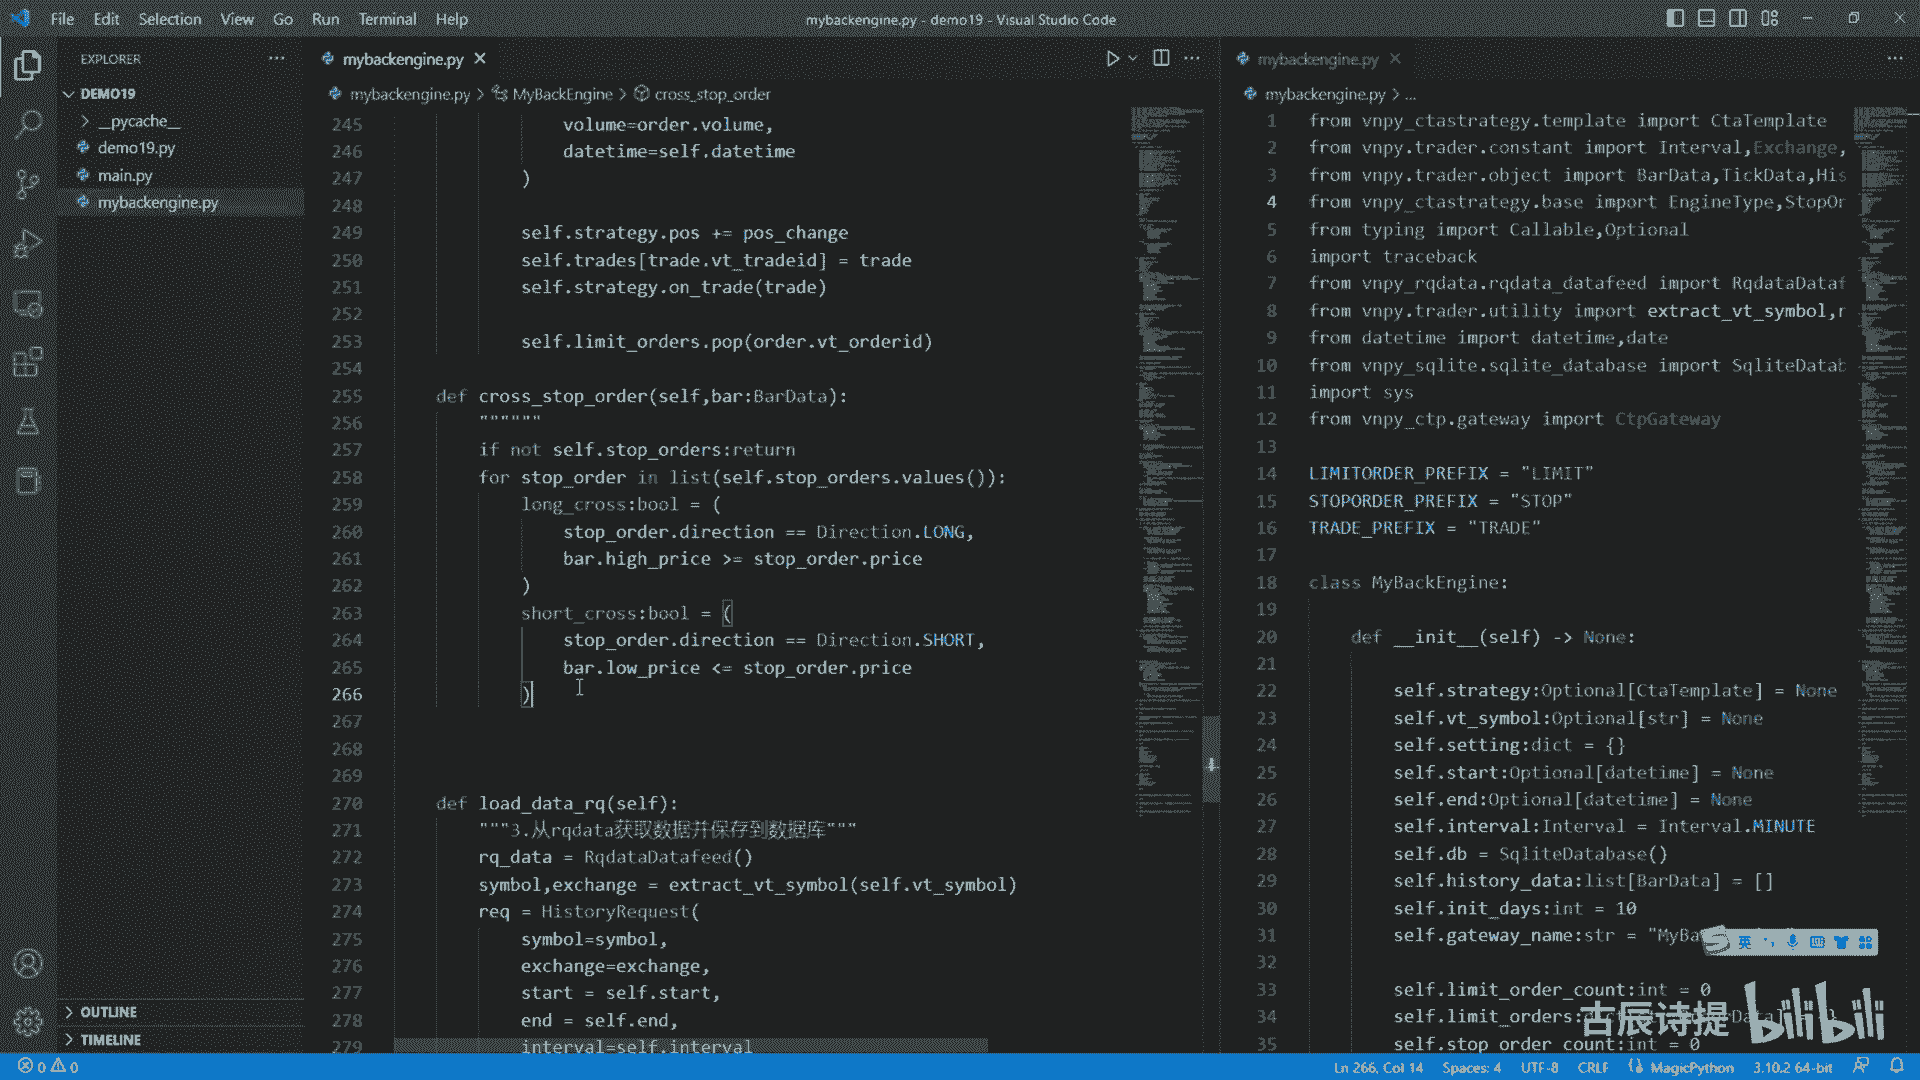 File Edit Selection View Go Run Terminal Help
mybackengine.py - demo19 - Visual Studio Code
EXPLORER
DEMO19
__pycache__
demo19.py
main.py
mybackengine.py
OUTLINE
TIMELINE
mybackengine.py
mybackengine.py > MyBackEngine > cross_stop_order
245 volume=order.volume,
246 datetime=self.datetime
247 )
248
249 self.strategy.pos += pos_change
250 self.trades[trade.vt_tradeid] = trade
251 self.strategy.on_trade(trade)
252
253 self.limit_orders.pop(order.vt_orderid)
254
255 def cross_stop_order(self,bar:BarData):
256 """"""
257 if not self.stop_orders:return
258 for stop_order in list(self.stop_orders.values()):
259 long_cross:bool = (
260 stop_order.direction == Direction.LONG,
261 bar.high_price >= stop_order.price
262 )
263 short_cross:bool = (
264 stop_order.direction == Direction.SHORT,
265 bar.low_price <= stop_order.price
266 )
267
268
269
270 def load_data_rq(self):
271 """3.从rqdata获取数据并保存到数据库"""
272 rq_data = RqdataDatafeed()
273 symbol,exchange = extract_vt_symbol(self.vt_symbol)
274 req = HistoryRequest(
275 symbol=symbol,
276 exchange=exchange,
277 start = self.start,
278 end = self.end,
279 interval=self.interval
mybackengine.py
mybackengine.py > ...
1 from vnpy_ctastrategy.template import CtaTemplate
2 from vnpy.trader.constant import Interval,Exchange,
3 from vnpy.trader.object import BarData,TickData,His
4 from vnpy_ctastrategy.base import EngineType,StopOr
5 from typing import Callable,Optional
6 import traceback
7 from vnpy_rqdata.rqdata_datafeed import RqdataDataf
8 from vnpy.trader.utility import extract_vt_symbol,r
9 from datetime import datetime,date
10 from vnpy_sqlite.sqlite_database import SqliteDatab
11 import sys
12 from vnpy_ctp.gateway import CtpGateway
13
14 LIMITORDER_PREFIX = "LIMIT"
15 STOPORDER_PREFIX = "STOP"
16 TRADE_PREFIX = "TRADE"
17
18 class MyBackEngine:
19
20 def __init__(self) -> None:
21
22 self.strategy:Optional[CtaTemplate] = None
23 self.vt_symbol:Optional[str] = None
24 self.setting:dict = {}
25 self.start:Optional[datetime] = None
26 self.end:Optional[datetime] = None
27 self.interval:Interval = Interval.MINUTE
28 self.db = SqliteDatabase()
29 self.history_data:list[BarData] = []
30 self.init_days:int = 10
31 self.gateway_name:str = "MyBa
32
33 self.limit_order_count:int = 0
34 self.limit_orders:
35 self.stop_order_count:int = 0
英
古辰诗提 bilibili
0 0
Ln 266, Col 14 Spaces: 4 UTF-8 CRLF MagicPython 3.10.2 64-bit